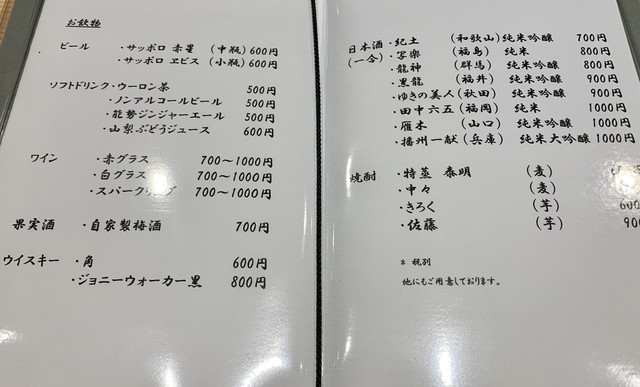 お飲物
ビール ・サッポロ 赤星 (中瓶) 600円
・サッポロ ヱビス (小瓶) 600円
ソフトドリンク・ウーロン茶 500円
・ノンアルコールビール 500円
・能勢ジンジャーエール 500円
・山梨ぶどうジュース 600円
ワイン ・赤グラス 700〜1000円
・白グラス 700〜1000円
・スパークリング 700〜1000円
果実酒 ・自家製梅酒 700円
ウイスキー ・角 600円
・ジョニーウォーカー黒 800円
日本酒 ・紀土 (和歌山) 純米吟醸 700円
(一合) ・写楽 (福島) 純米 800円
・龍神 (群馬) 純米吟醸 800円
・黒龍 (福井) 純米吟醸 900円
・ゆきの美人 (秋田) 純米吟醸 900円
・田中六五 (福岡) 純米 1000円
・雁木 (山口) 純米吟醸 1000円
・播州一献 (兵庫) 純米大吟醸 1000円
焼酎 ・特蒸 泰明 (麦)
・中々 (麦)
・きろく (芋) 600
・佐藤 (芋) 900
* 税別
他にもご用意しております。